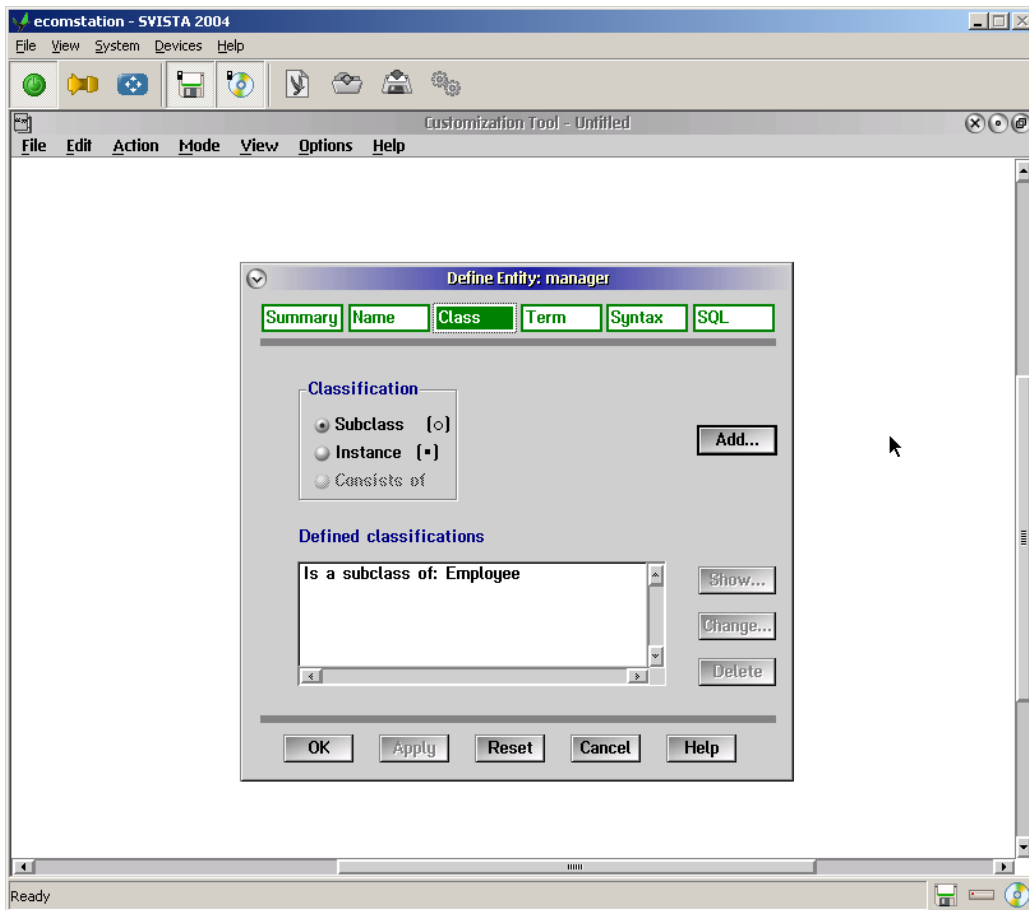 ecomstation - SVISTA 2004
File View System Devices Help
Customization Tool - Untitled
File Edit Action Mode View Options Help
Define Entity: manager
Summary Name Class Term Syntax SQL
Classification
Subclass (○)
Instance (▪)
Consists of
Add...
Defined classifications
Is a subclass of: Employee
Show...
Change...
Delete
OK Apply Reset Cancel Help
Ready